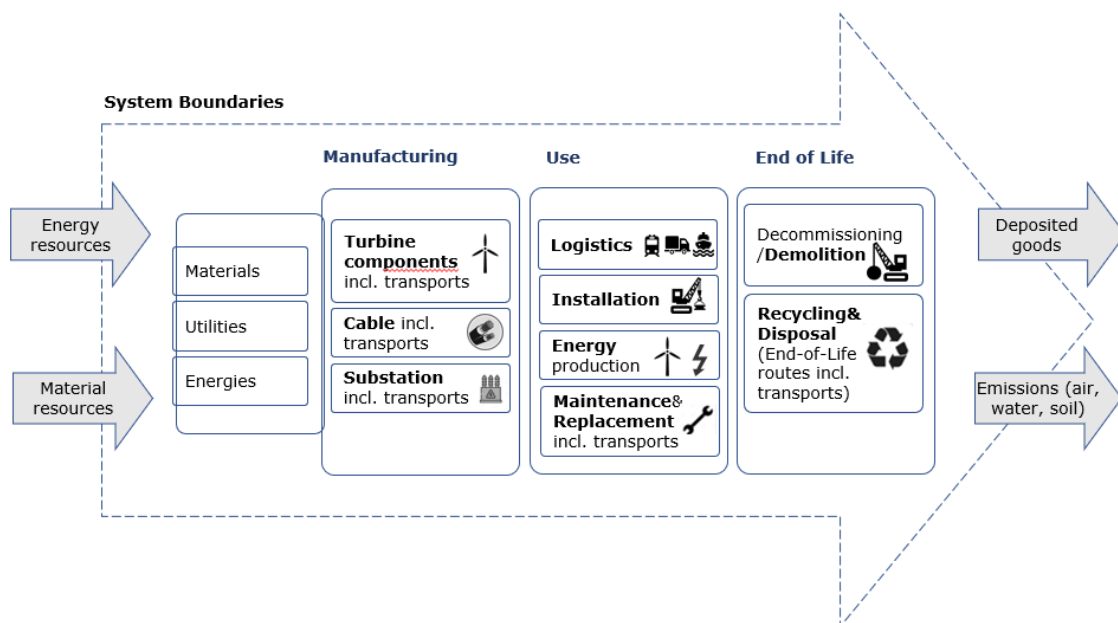 System Boundaries
Manufacturing
Use
End of Life
Energy
resources
Material
resources
Materials
Utilities
Energies
Turbine
components
incl. transports
Cable incl.
transports
Substation
incl. transports
Logistics
Installation
Energy
production
Maintenance&
Replacement
incl. transports
Decommissioning
/Demolition
Recycling&
Disposal
(End-of-Life
routes incl.
transports)
Deposited
goods
Emissions (air,
water, soil)